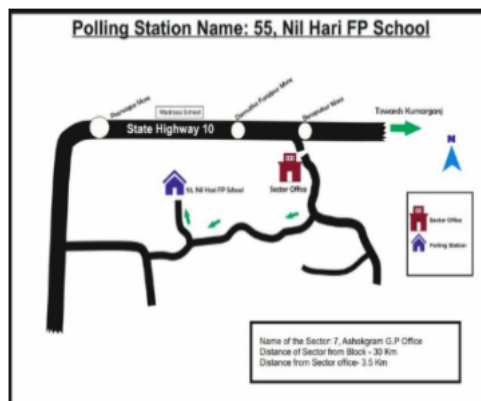 Polling Station Name: 55, Nil Hari FP School
Madrasa School
State Highway 10
Towards Kumarganj
N
55, Nil Hari FP School
Sector Office
Sector Office
Polling Station
Name of the Sector: 7, Ashokgram G.P Office
Distance of Sector from Block - 30 Km
Distance from Sector office- 3.5 Km